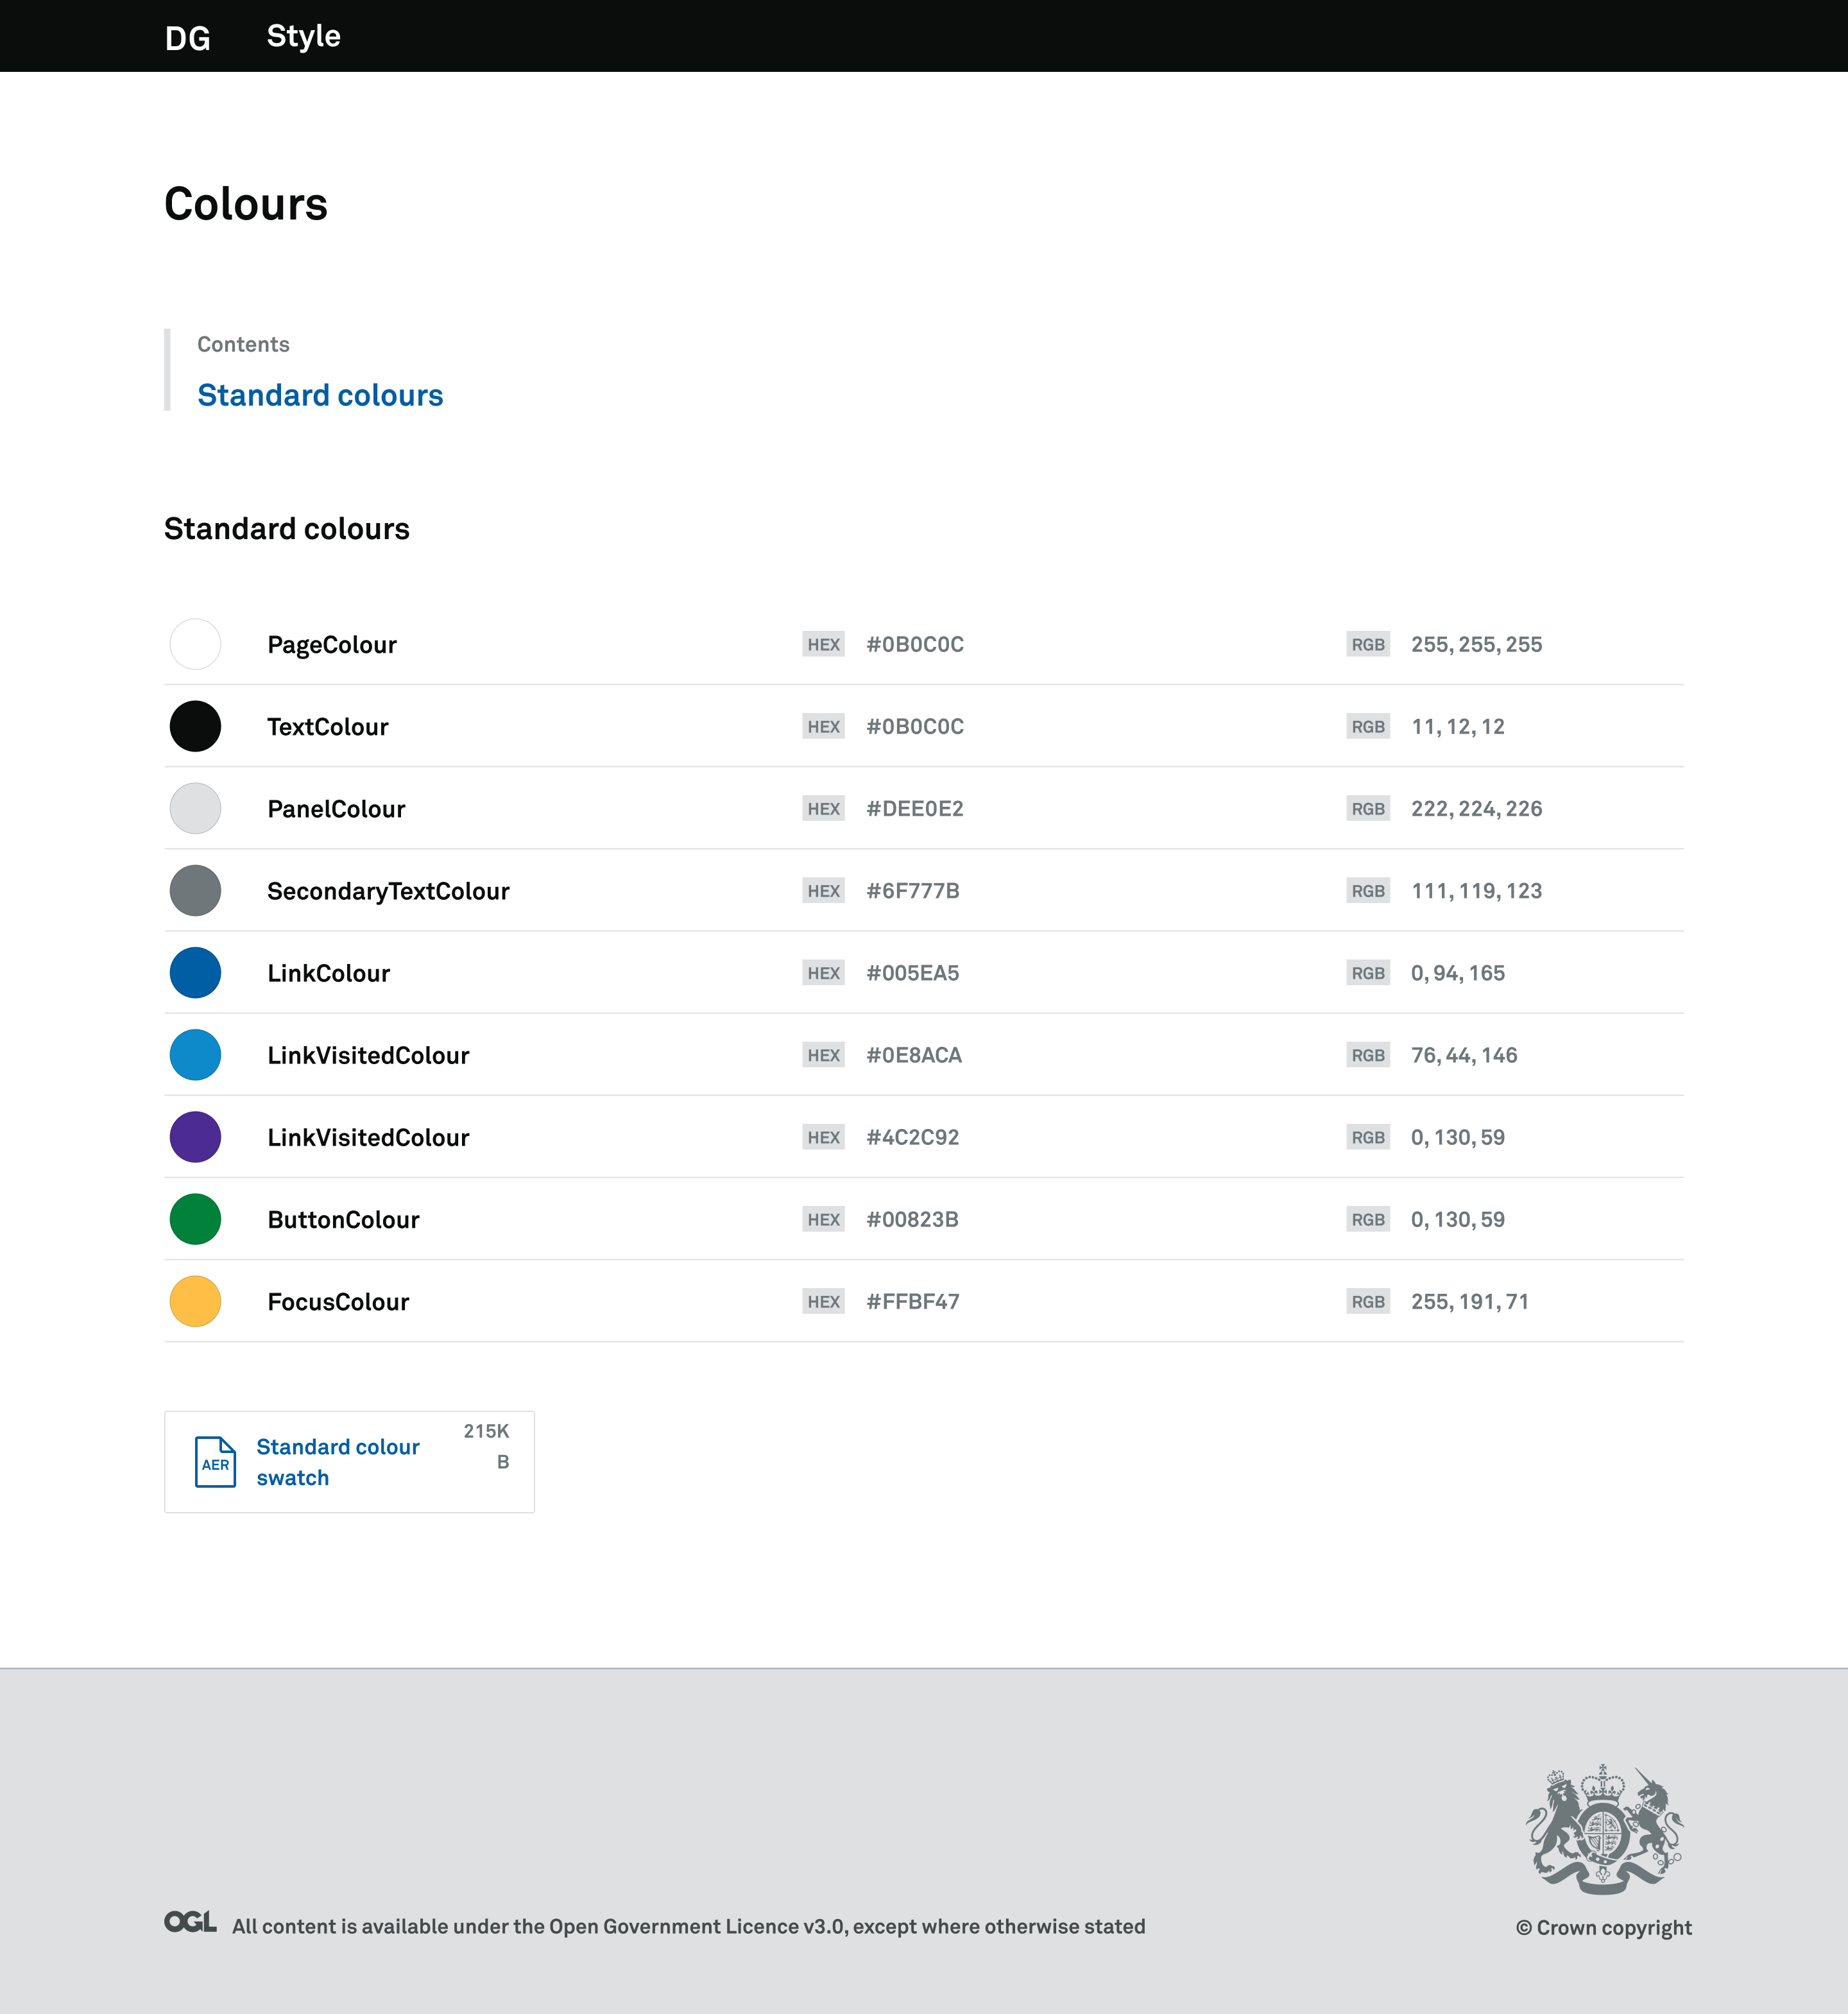 DG Style
Colours
Contents
Standard colours
Standard colours
PageColour HEX #0B0C0C RGB 255, 255, 255
TextColour HEX #0B0C0C RGB 11, 12, 12
PanelColour HEX #DEE0E2 RGB 222, 224, 226
SecondaryTextColour HEX #6F777B RGB 111, 119, 123
LinkColour HEX #005EA5 RGB 0, 94, 165
LinkVisitedColour HEX #0E8ACA RGB 76, 44, 146
LinkVisitedColour HEX #4C2C92 RGB 0, 130, 59
ButtonColour HEX #00823B RGB 0, 130, 59
FocusColour HEX #FFBF47 RGB 255, 191, 71
AER
Standard colour
swatch
215K
B
OGL All content is available under the Open Government Licence v3.0, except where otherwise stated
© Crown copyright